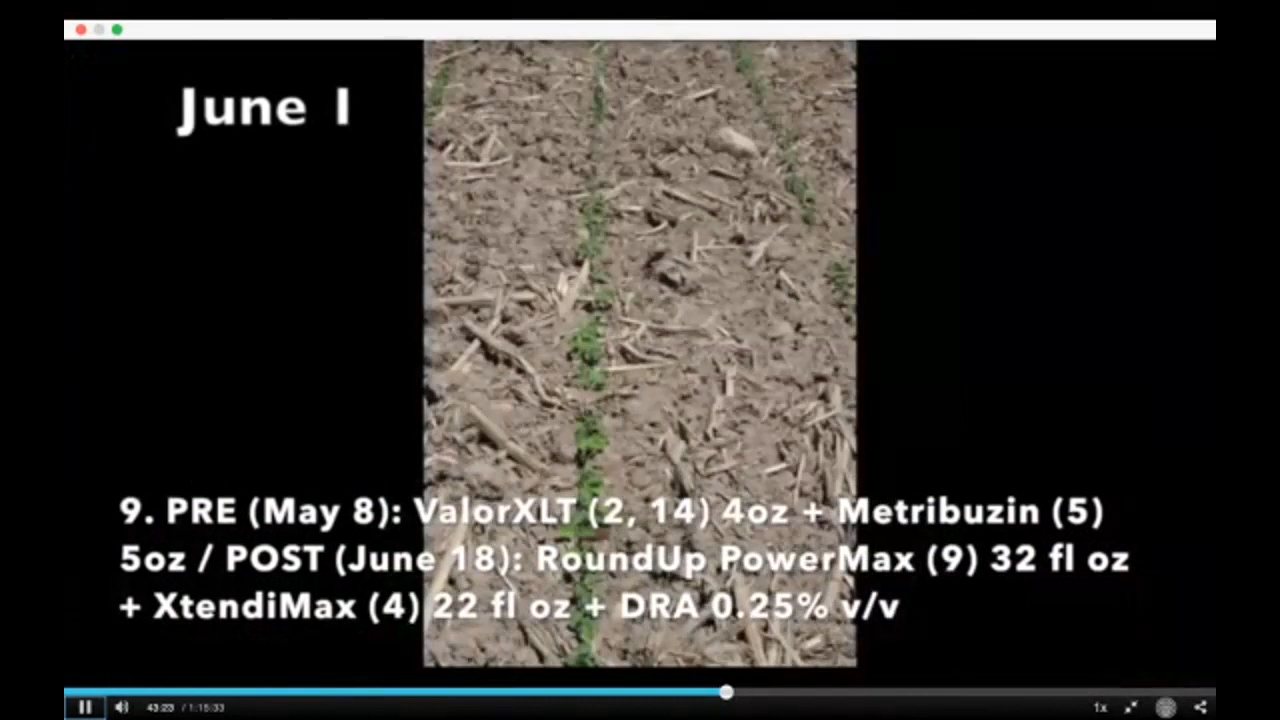 June 1
9. PRE (May 8): ValorXLT (2, 14) 4oz + Metribuzin (5)
5oz / POST (June 18): RoundUp PowerMax (9) 32 fl oz
+ XtendiMax (4) 22 fl oz + DRA 0.25% v/v
43:23 / 1:15:33 1x